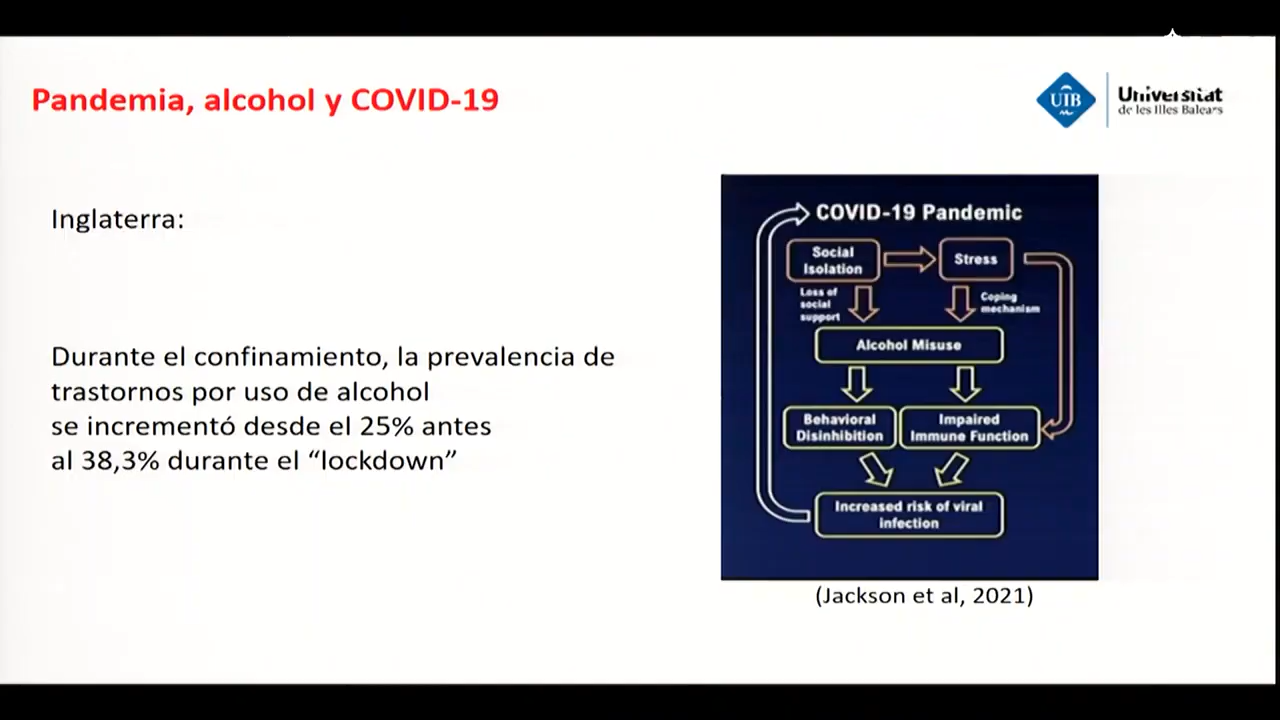 Pandemia, alcohol y COVID-19
UIB
Universitat
de les Illes Balears
Inglaterra:
Durante el confinamiento, la prevalencia de
trastornos por uso de alcohol
se incrementó desde el 25% antes
al 38,3% durante el “lockdown”
COVID-19 Pandemic
Social
Isolation
Stress
Loss of
social
support
Coping
mechanism
Alcohol Misuse
Behavioral
Disinhibition
Impaired
Immune Function
Increased risk of viral
infection
(Jackson et al, 2021)